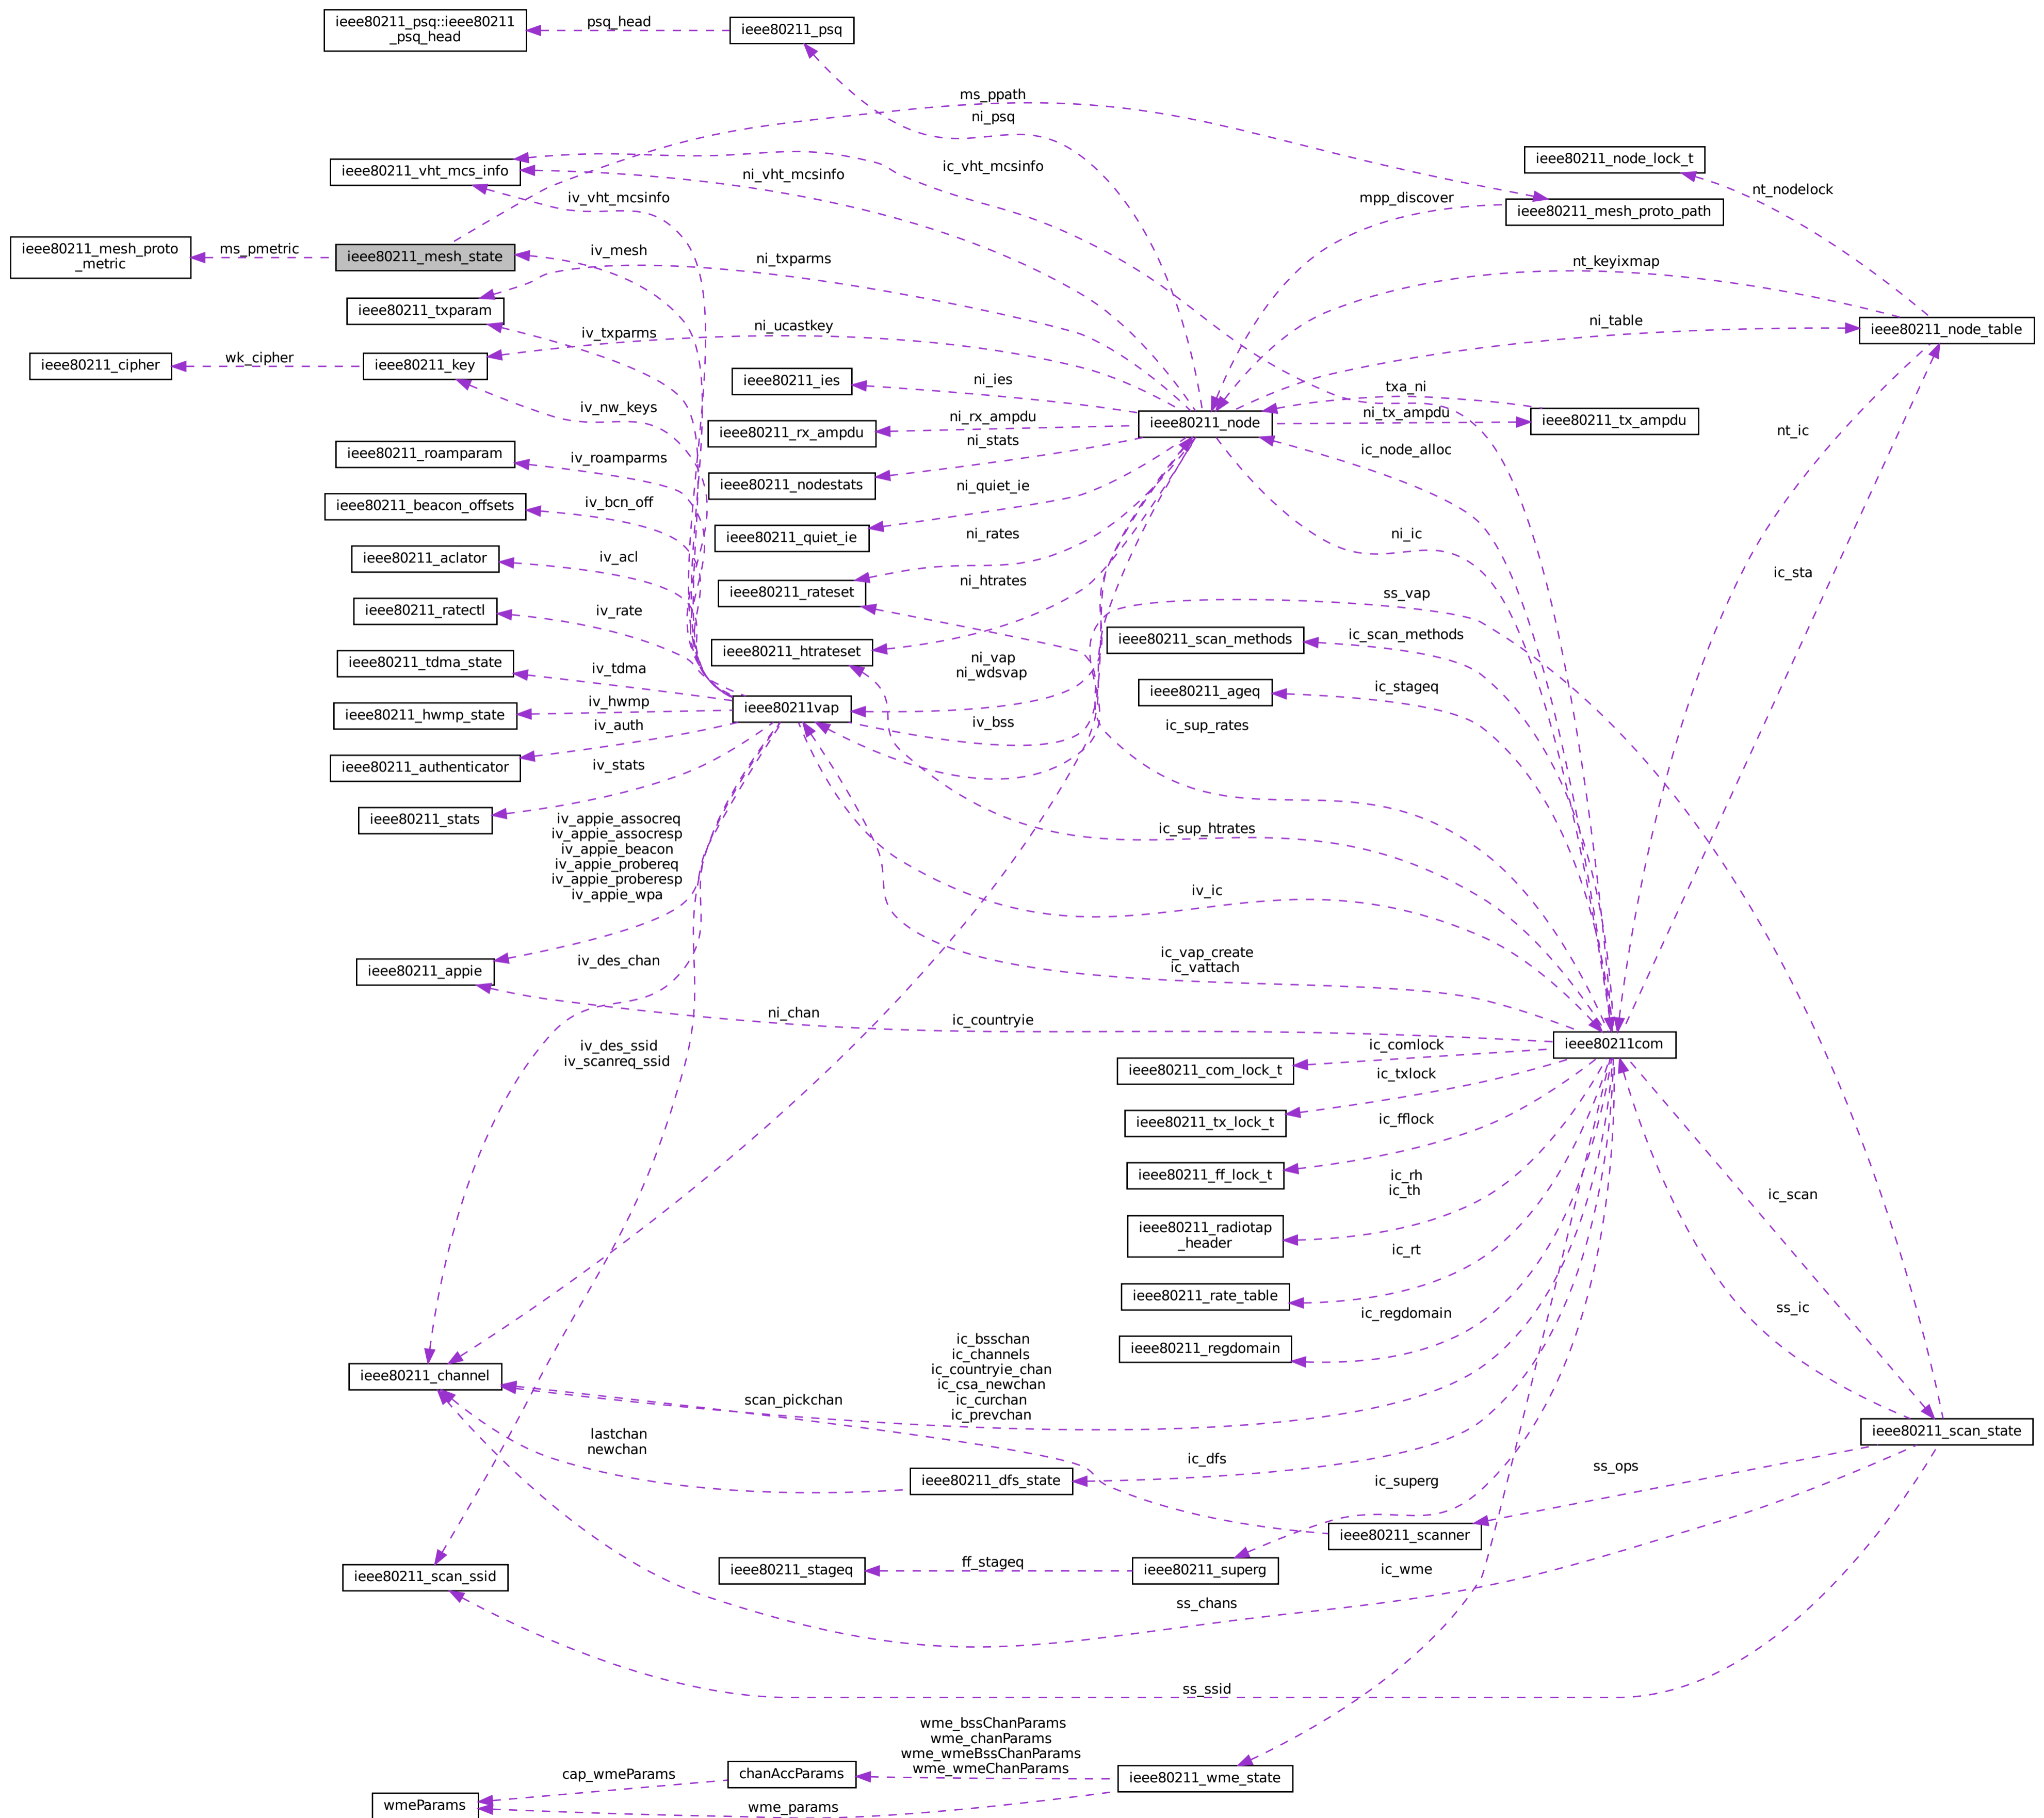 ieee80211_psq::ieee80211
_psq_head
psq_head
ieee80211_psq
ms_ppath
ni_psq
ieee80211_vht_mcs_info
ni_vht_mcsinfo
ic_vht_mcsinfo
iv_vht_mcsinfo
ieee80211_node_lock_t
nt_nodelock
mpp_discover
ieee80211_mesh_proto_path
ieee80211_mesh_proto
_metric
ms_pmetric
ieee80211_mesh_state
iv_mesh
ni_txparms
nt_keyixmap
ieee80211_txparam
iv_txparms
ni_ucastkey
ni_table
ieee80211_node_table
ieee80211_cipher
wk_cipher
ieee80211_key
iv_nw_keys
ieee80211_ies
ni_ies
txa_ni
ni_tx_ampdu
ieee80211_tx_ampdu
ieee80211_node
ieee80211_rx_ampdu
ni_rx_ampdu
ni_stats
nt_ic
ic_node_alloc
ieee80211_roamparam
iv_roamparms
ieee80211_nodestats
ni_quiet_ie
ieee80211_beacon_offsets
iv_bcn_off
ieee80211_quiet_ie
ni_rates
ni_ic
ieee80211_aclator
iv_acl
ni_htrates
ic_sta
ieee80211_rateset
ss_vap
ieee80211_ratectl
iv_rate
ieee80211_scan_methods
ic_scan_methods
ieee80211_htrateset
ieee80211_tdma_state
iv_tdma
ni_vap
ni_wdsvap
ieee80211_ageq
ic_stageq
ieee80211_hwmp_state
iv_hwmp
ieee80211vap
iv_bss
ic_sup_rates
iv_auth
ieee80211_authenticator
iv_stats
ieee80211_stats
iv_appie_assocreq
iv_appie_assocresp
iv_appie_beacon
iv_appie_probereq
iv_appie_proberesp
iv_appie_wpa
ic_sup_htrates
iv_ic
ieee80211_appie
iv_des_chan
ic_vap_create
ic_vattach
ni_chan
ic_countryie
iv_des_ssid
iv_scanreq_ssid
ieee80211com
ic_comlock
ieee80211_com_lock_t
ic_txlock
ieee80211_tx_lock_t
ic_fflock
ieee80211_ff_lock_t
ic_rh
ic_th
ic_scan
ieee80211_radiotap
_header
ic_rt
ieee80211_rate_table
ic_regdomain
ss_ic
ieee80211_regdomain
ic_bsschan
ic_channels
ic_countryie_chan
ic_csa_newchan
ic_curchan
ic_prevchan
ieee80211_channel
scan_pickchan
lastchan
newchan
ieee80211_scan_state
ic_dfs
ieee80211_dfs_state
ic_superg
ss_ops
ieee80211_scanner
ieee80211_scan_ssid
ieee80211_stageq
ff_stageq
ieee80211_superg
ic_wme
ss_chans
ss_ssid
wme_bssChanParams
wme_chanParams
wme_wmeBssChanParams
wme_wmeChanParams
cap_wmeParams
chanAccParams
ieee80211_wme_state
wmeParams
wme_params